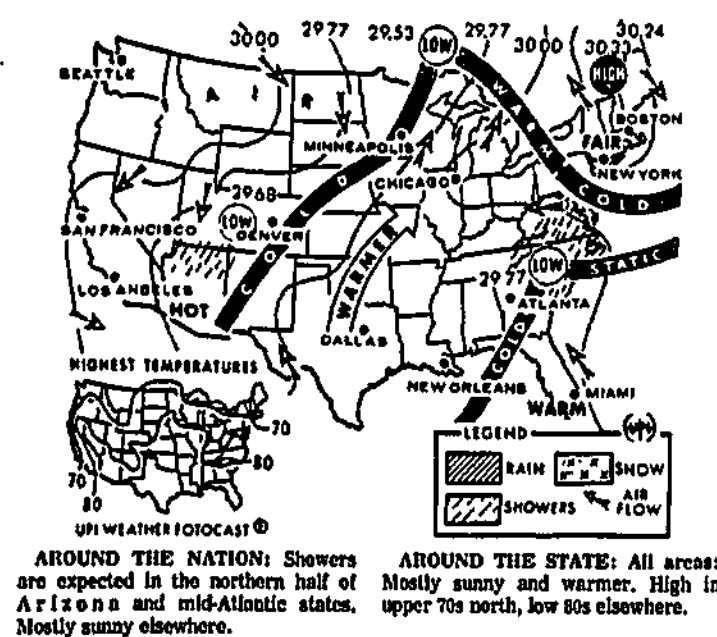 30.00 29.77 29.53 LOW 29.77 30.00 30.33 30.24
HIGH
SEATTLE
A I R
WARM
BOSTON
MINNEAPOLIS
FAIR
NEW YORK
CHICAGO
COLD
29.68
LOW
DENVER
COLD
SAN FRANCISCO
WARMER
LOW
STATIC
29.77
LOS ANGELES
HOT
ATLANTA
DALLAS
COLD
HIGHEST TEMPERATURES
NEW ORLEANS
MIAMI
WARM
70
80
70
80
LEGEND
UPI
RAIN
SNOW
SHOWERS
AIR
FLOW
UPI WEATHER FOTOCAST ®
AROUND THE NATION: Showers
are expected in the northern half of
Arizona and mid-Atlantic states.
Mostly sunny elsewhere.
AROUND THE STATE: All areas:
Mostly sunny and warmer. High in
upper 70s north, low 80s elsewhere.